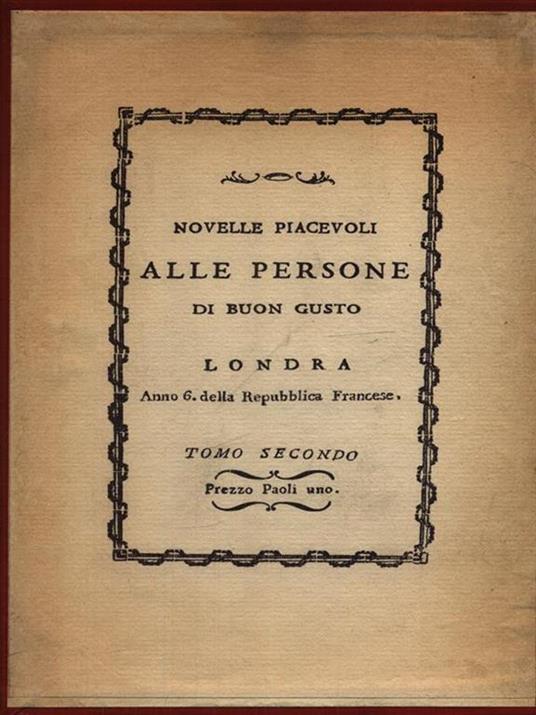 NOVELLE PIACEVOLI
ALLE PERSONE
DI BUON GUSTO
LONDRA
Anno 6. della Repubblica Francese.
TOMO SECONDO
Prezzo Paoli uno.